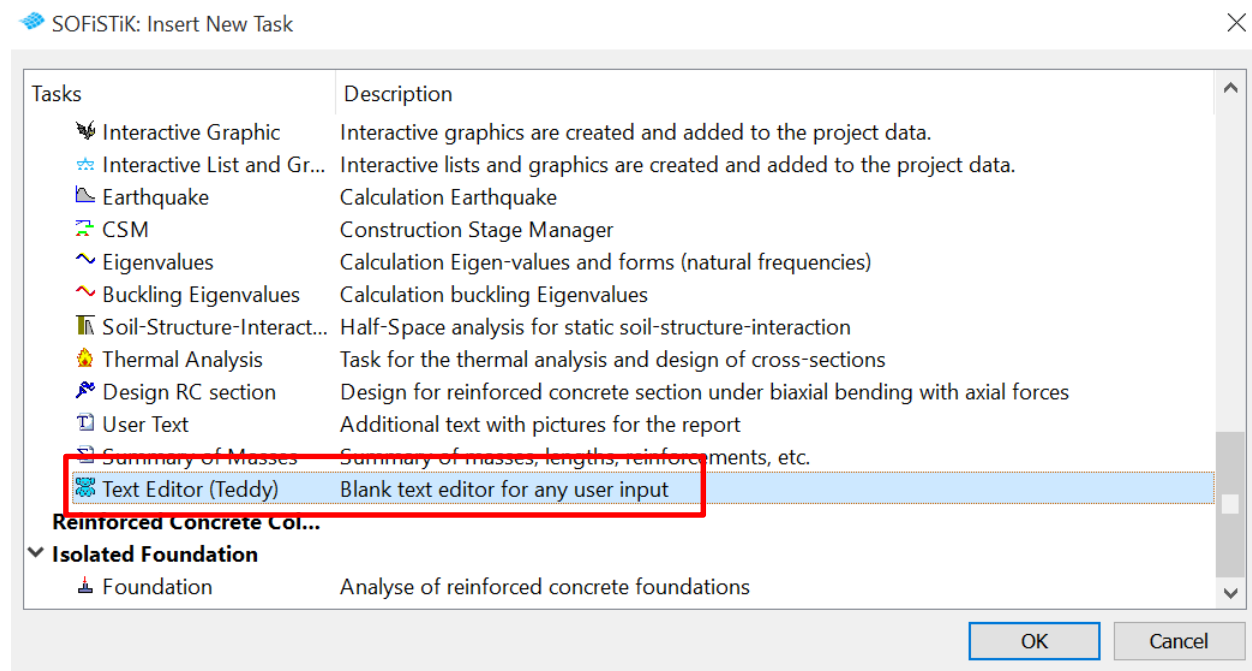 SOFiSTiK: Insert New Task
Tasks Description
Interactive Graphic Interactive graphics are created and added to the project data.
Interactive List and Gr... Interactive lists and graphics are created and added to the project data.
Earthquake Calculation Earthquake
CSM Construction Stage Manager
Eigenvalues Calculation Eigen-values and forms (natural frequencies)
Buckling Eigenvalues Calculation buckling Eigenvalues
Soil-Structure-Interact... Half-Space analysis for static soil-structure-interaction
Thermal Analysis Task for the thermal analysis and design of cross-sections
Design RC section Design for reinforced concrete section under biaxial bending with axial forces
User Text Additional text with pictures for the report
Summary of Masses Summary of masses, lengths, reinforcements, etc.
Text Editor (Teddy) Blank text editor for any user input
Reinforced Concrete Col...
Isolated Foundation
Foundation Analyse of reinforced concrete foundations
OK Cancel